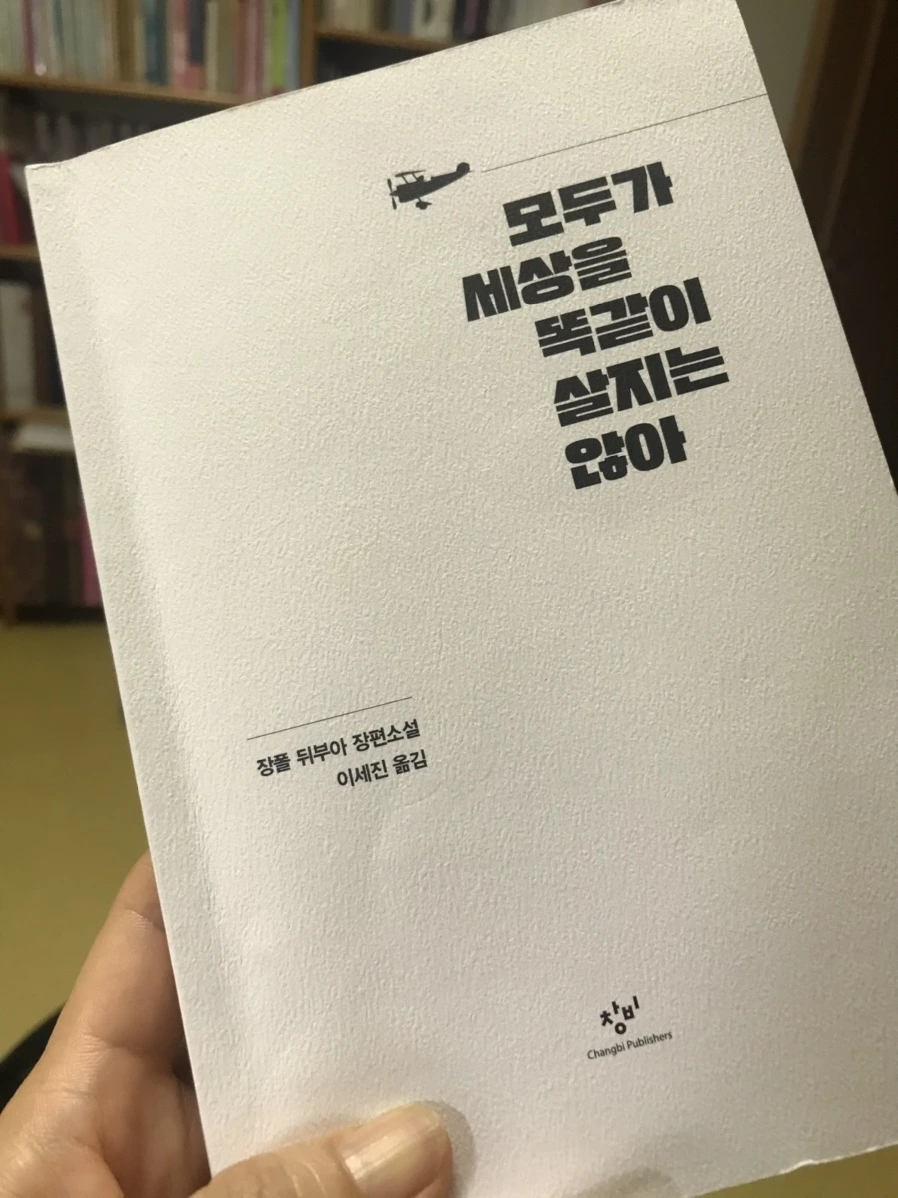 모두가
세상을
똑같이
살지는
않아
장폴 뒤부아 장편소설
이세진 옮김
창비
Changbi Publishers